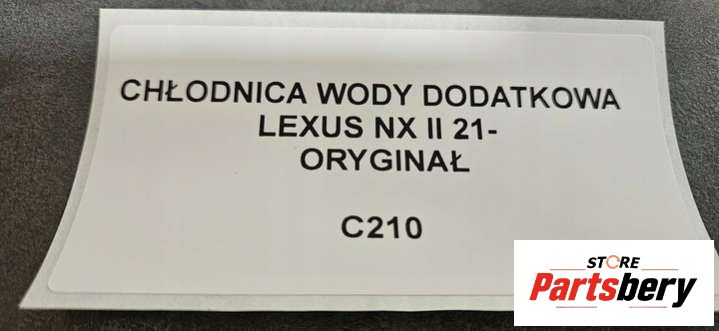 CHŁODNICA WODY DODATKOWA
LEXUS NX II 21-
ORYGINAŁ
C210
STORE
Partsbery